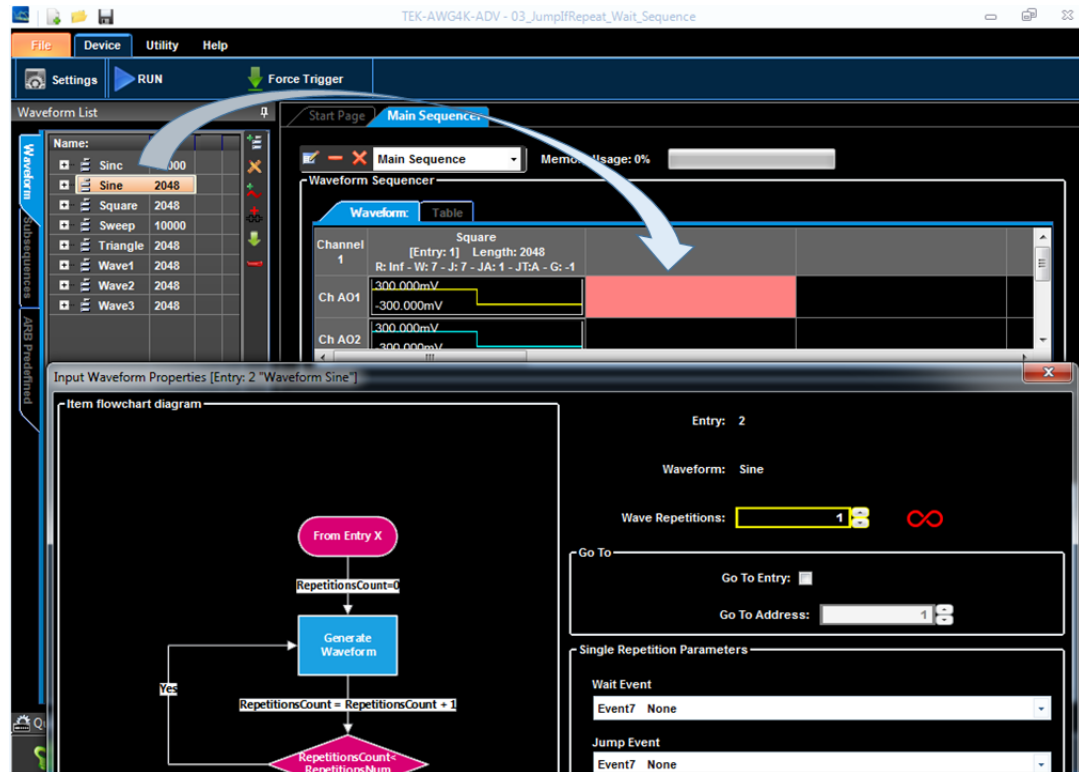 TEK-AWG4K-ADV - 03_JumpIfRepeat_Wait_Sequence
File Device Utility Help
Settings RUN Force Trigger
Waveform List
Start Page Main Sequencer
Name:
Sinc
Sine 2048
Square 2048
Sweep 10000
Triangle 2048
Wave1 2048
Wave2 2048
Wave3 2048
Waveform
Subsequences
ARB Predefined
Main Sequence Memory Usage: 0%
Waveform Sequencer
Waveform: Table
Channel 1
Square
[Entry: 1] Length: 2048
R: Inf - W: 7 - J: 7 - JA: 1 - JT:A - G: -1
Ch AO1
300.000mV
-300.000mV
Ch AO2
300.000mV
-300.000mV
Input Waveform Properties [Entry: 2 "Waveform Sine"]
Item flowchart diagram
From Entry X
RepetitionsCount=0
Generate
Waveform
Yes
RepetitionsCount = RepetitionsCount + 1
RepetitionsCount<
RepetitionsNum
Entry: 2
Waveform: Sine
Wave Repetitions: 1
Go To
Go To Entry:
Go To Address: 1
Single Repetition Parameters
Wait Event
Event7 None
Jump Event
Event7 None